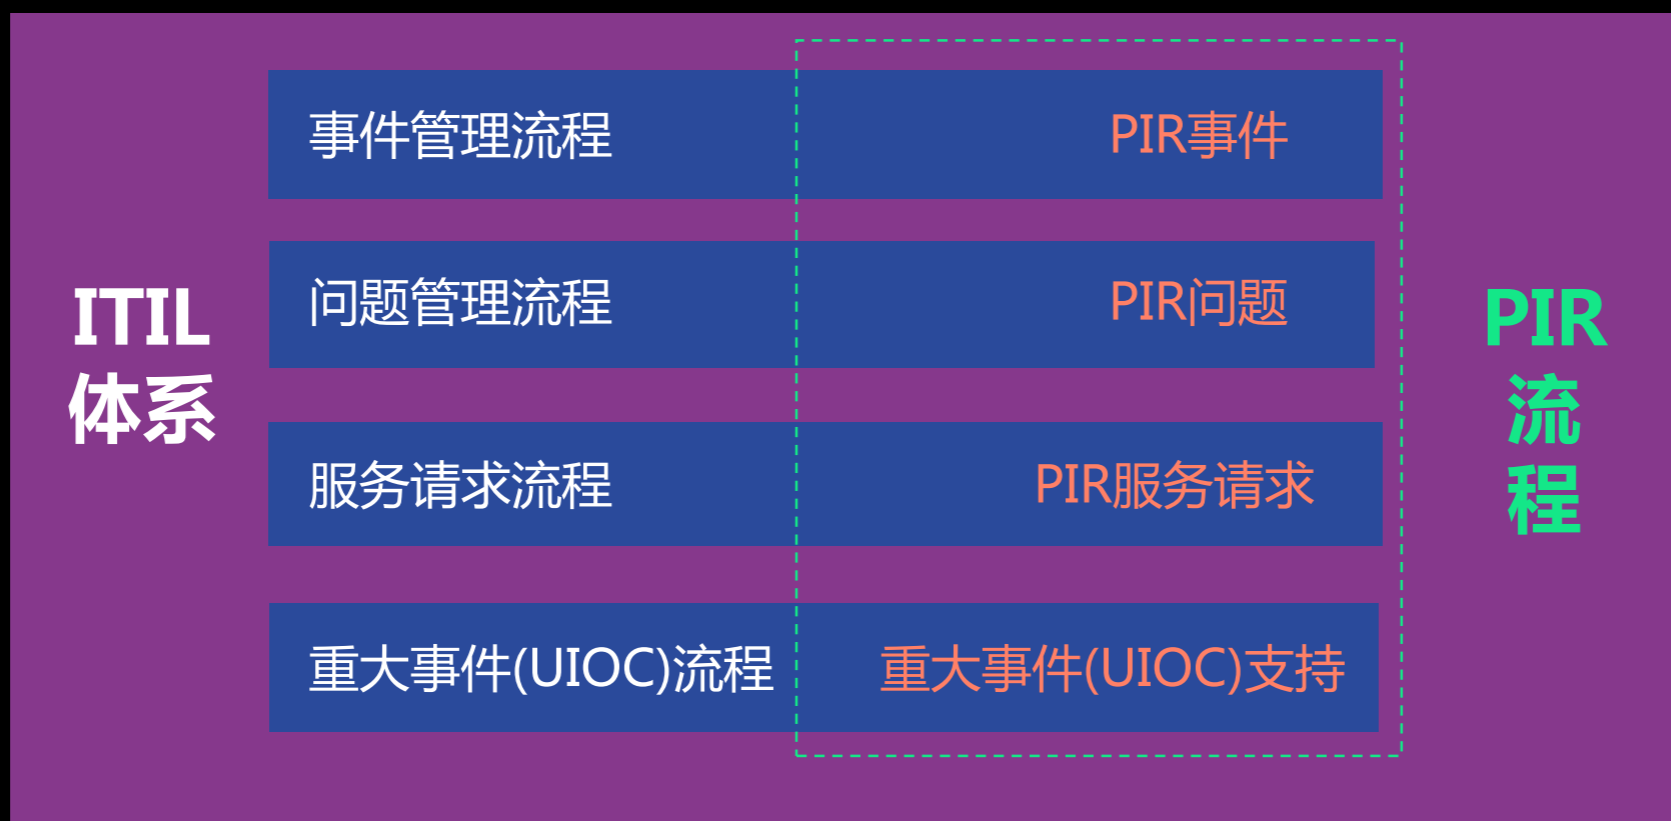 ITIL
体系
事件管理流程
PIR事件
问题管理流程
PIR问题
服务请求流程
PIR服务请求
重大事件(UIOC)流程
重大事件(UIOC)支持
PIR
流
程